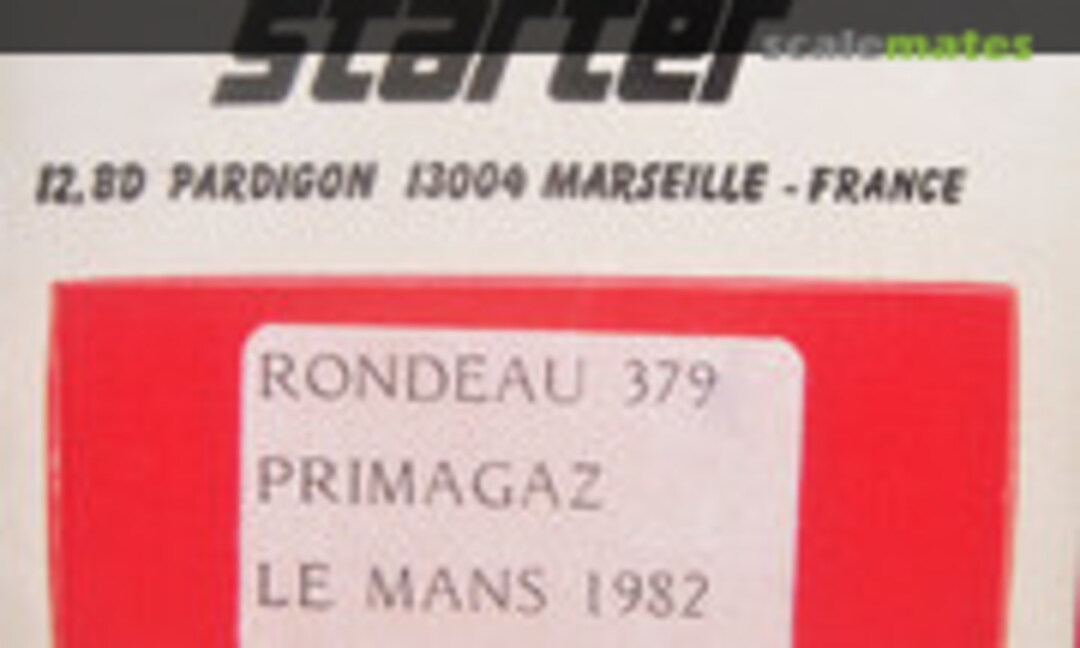 starter
scalemates
12. BD PARDIGON 13004 MARSEILLE - FRANCE
RONDEAU 379
PRIMAGAZ
LE MANS 1982